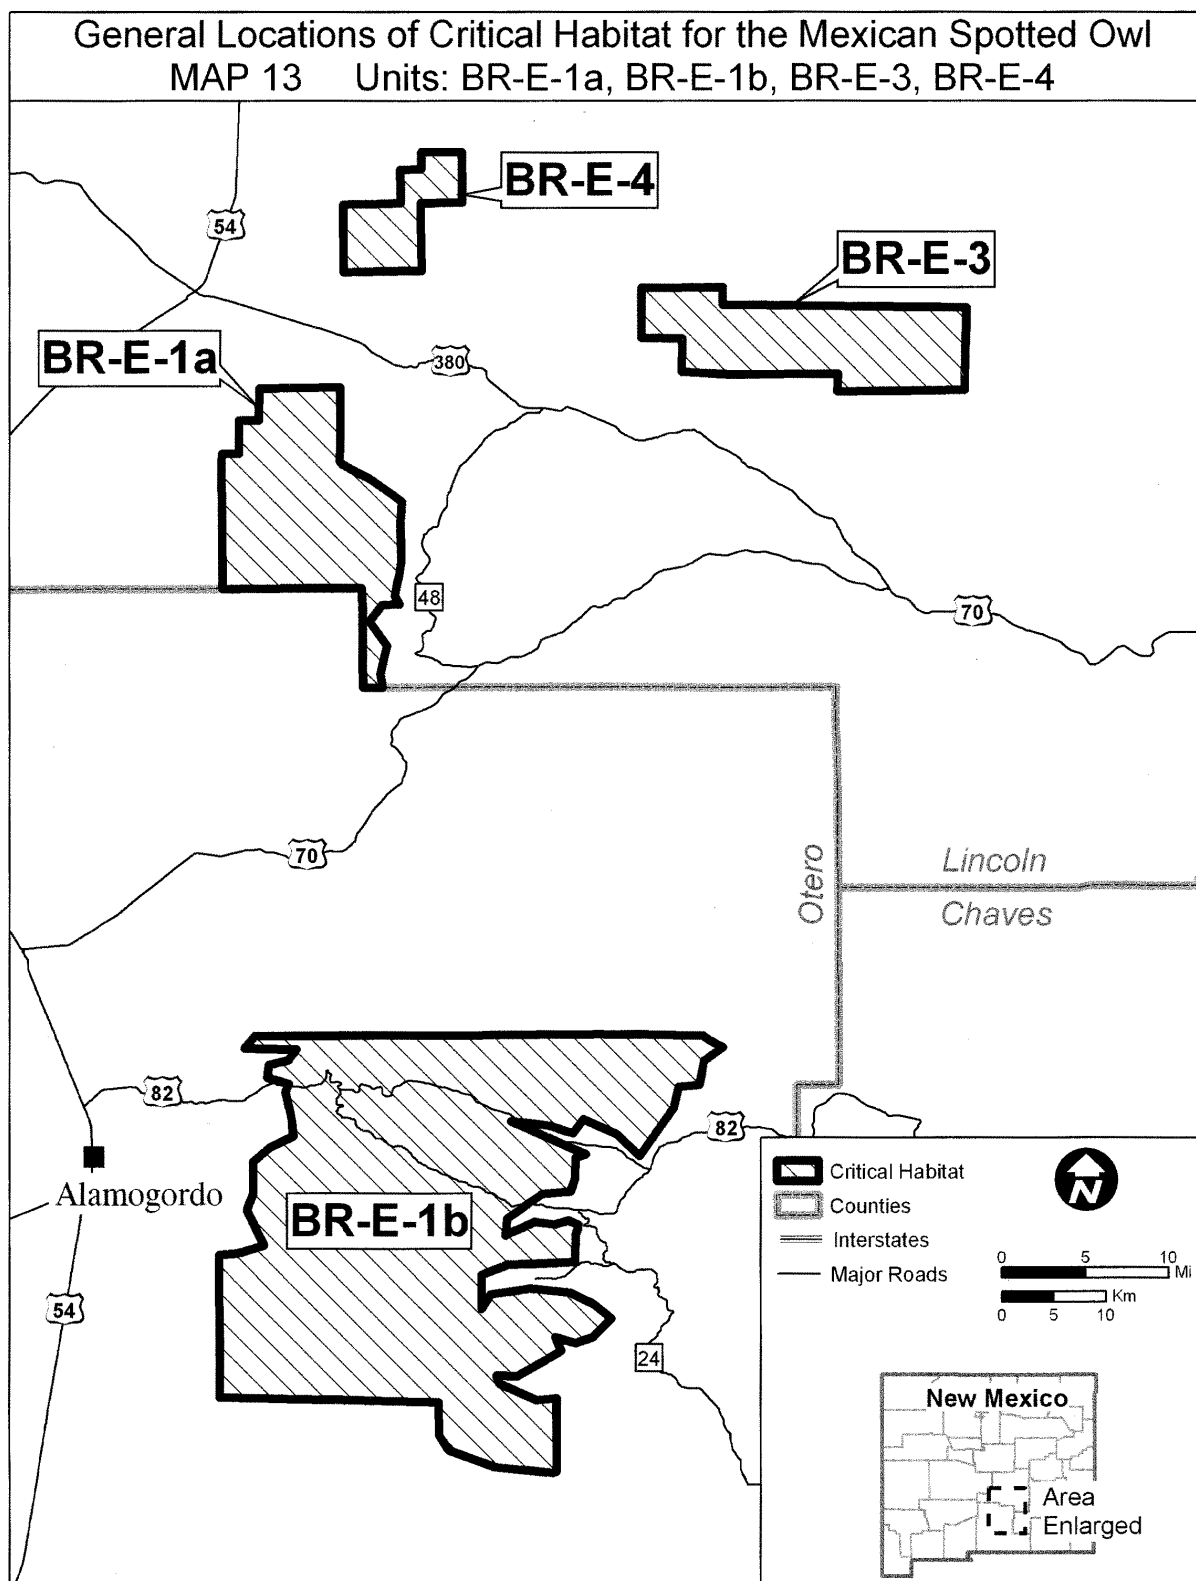 General Locations of Critical Habitat for the Mexican Spotted Owl
MAP 13 Units: BR-E-1a, BR-E-1b, BR-E-3, BR-E-4
BR-E-4
54
BR-E-3
BR-E-1a
380
48
70
70
Otero
Lincoln
Chaves
82
82
Alamogordo
BR-E-1b
54
24
Critical Habitat
Counties
Interstates
Major Roads
N
0 5 10
Mi
Km
0 5 10
New Mexico
Area
Enlarged